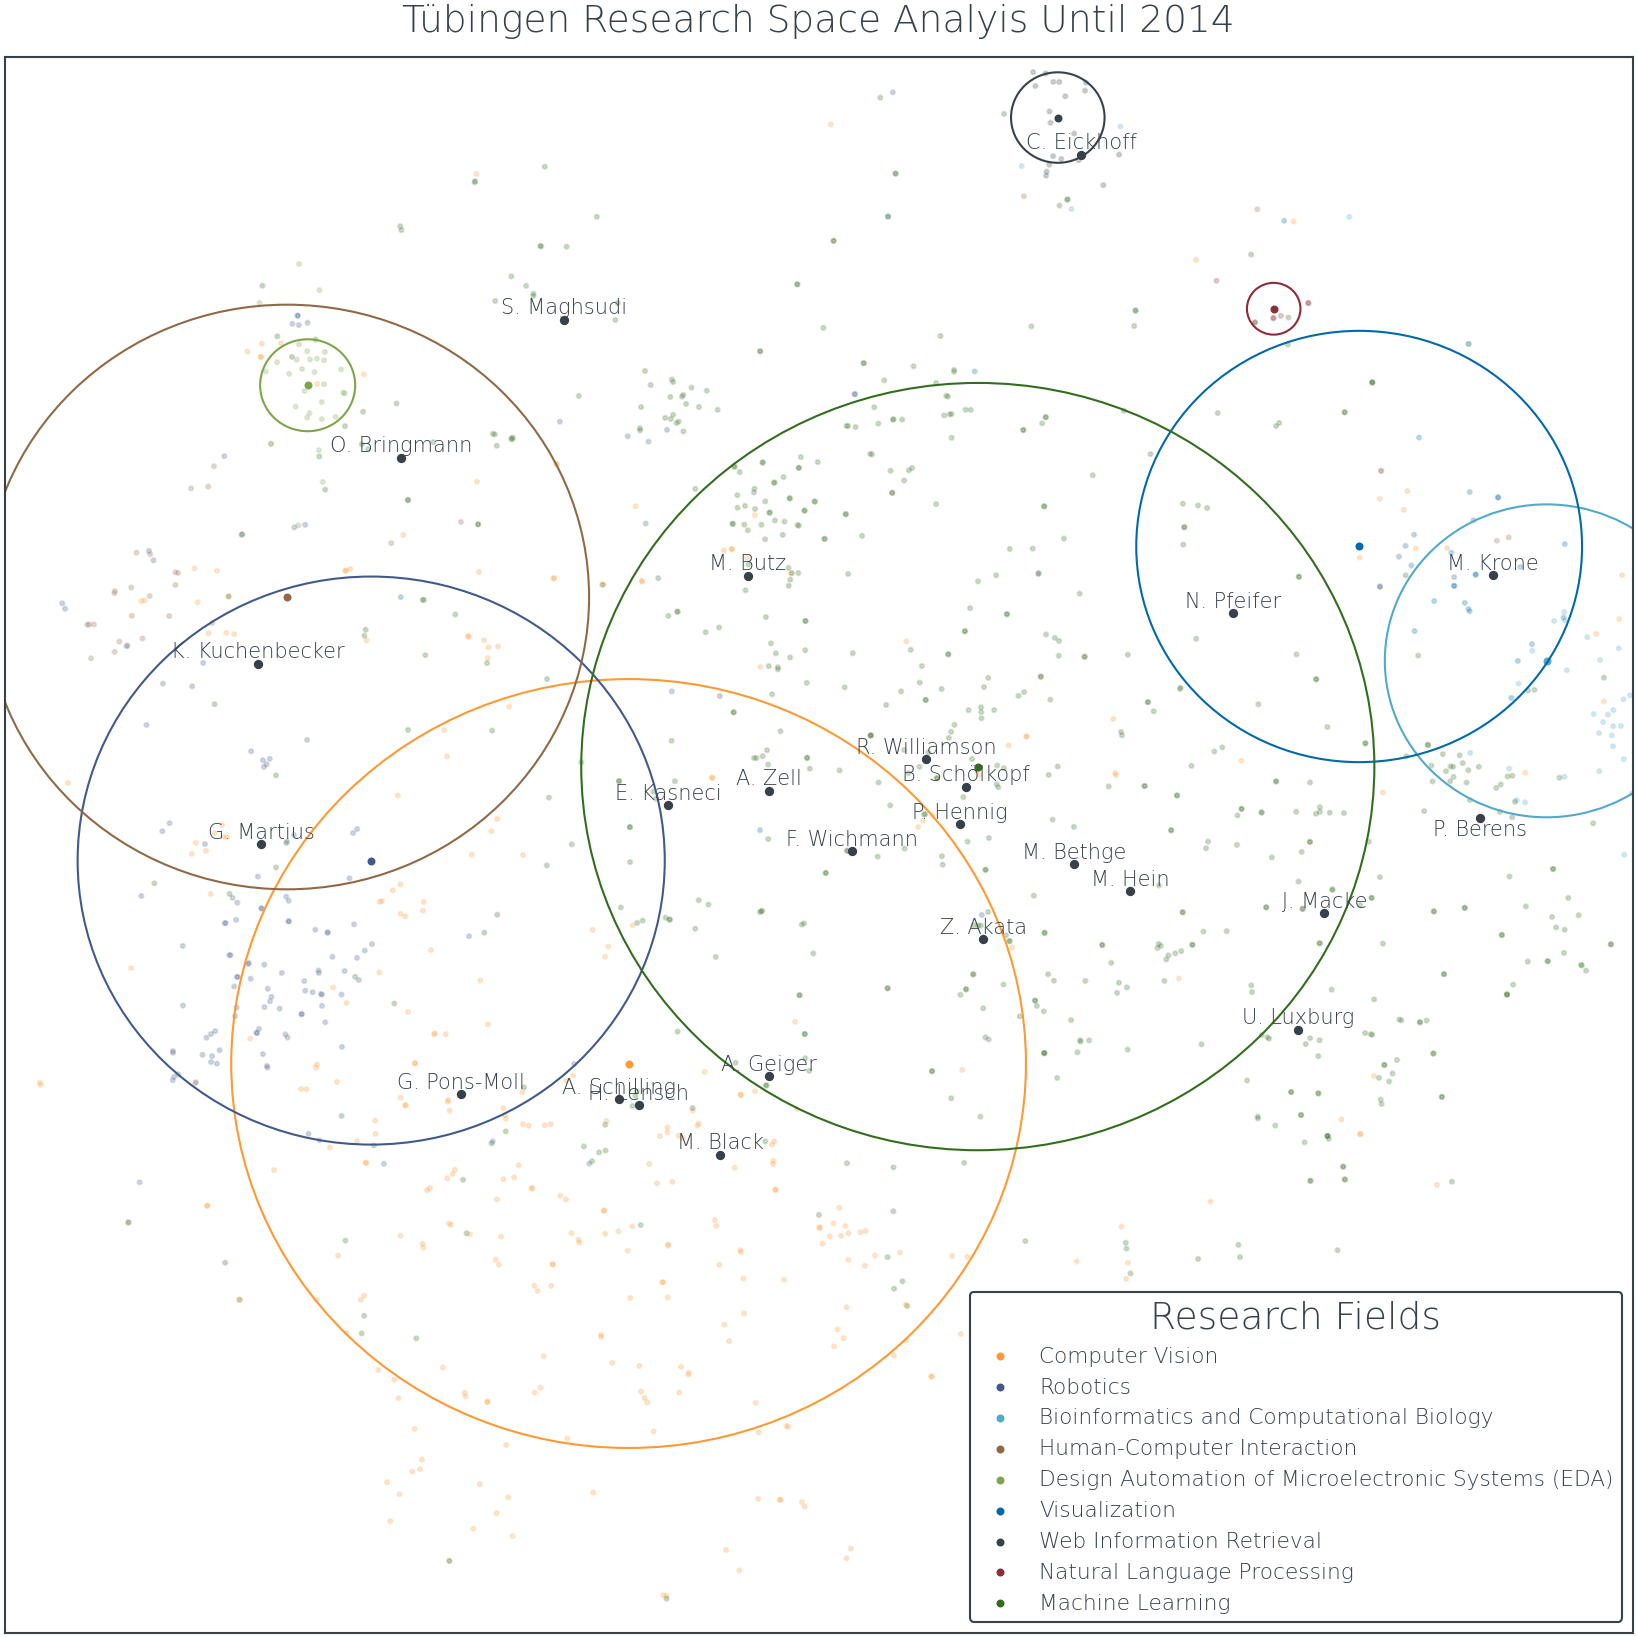 Tübingen Research Space Analyis Until 2014
C. Eickhoff
S. Maghsudi
O. Bringmann
M. Butz
M. Krone
N. Pfeifer
K. Kuchenbecker
R. Williamson
B. Schölkopf
A. Zell
E. Kasneci
P. Hennig
G. Martius
P. Berens
F. Wichmann
M. Bethge
M. Hein
J. Macke
Z. Akata
U. Luxburg
A. Geiger
G. Pons-Moll
A. Schilling
H. Lensch
M. Black
Research Fields
Computer Vision
Robotics
Bioinformatics and Computational Biology
Human-Computer Interaction
Design Automation of Microelectronic Systems (EDA)
Visualization
Web Information Retrieval
Natural Language Processing
Machine Learning